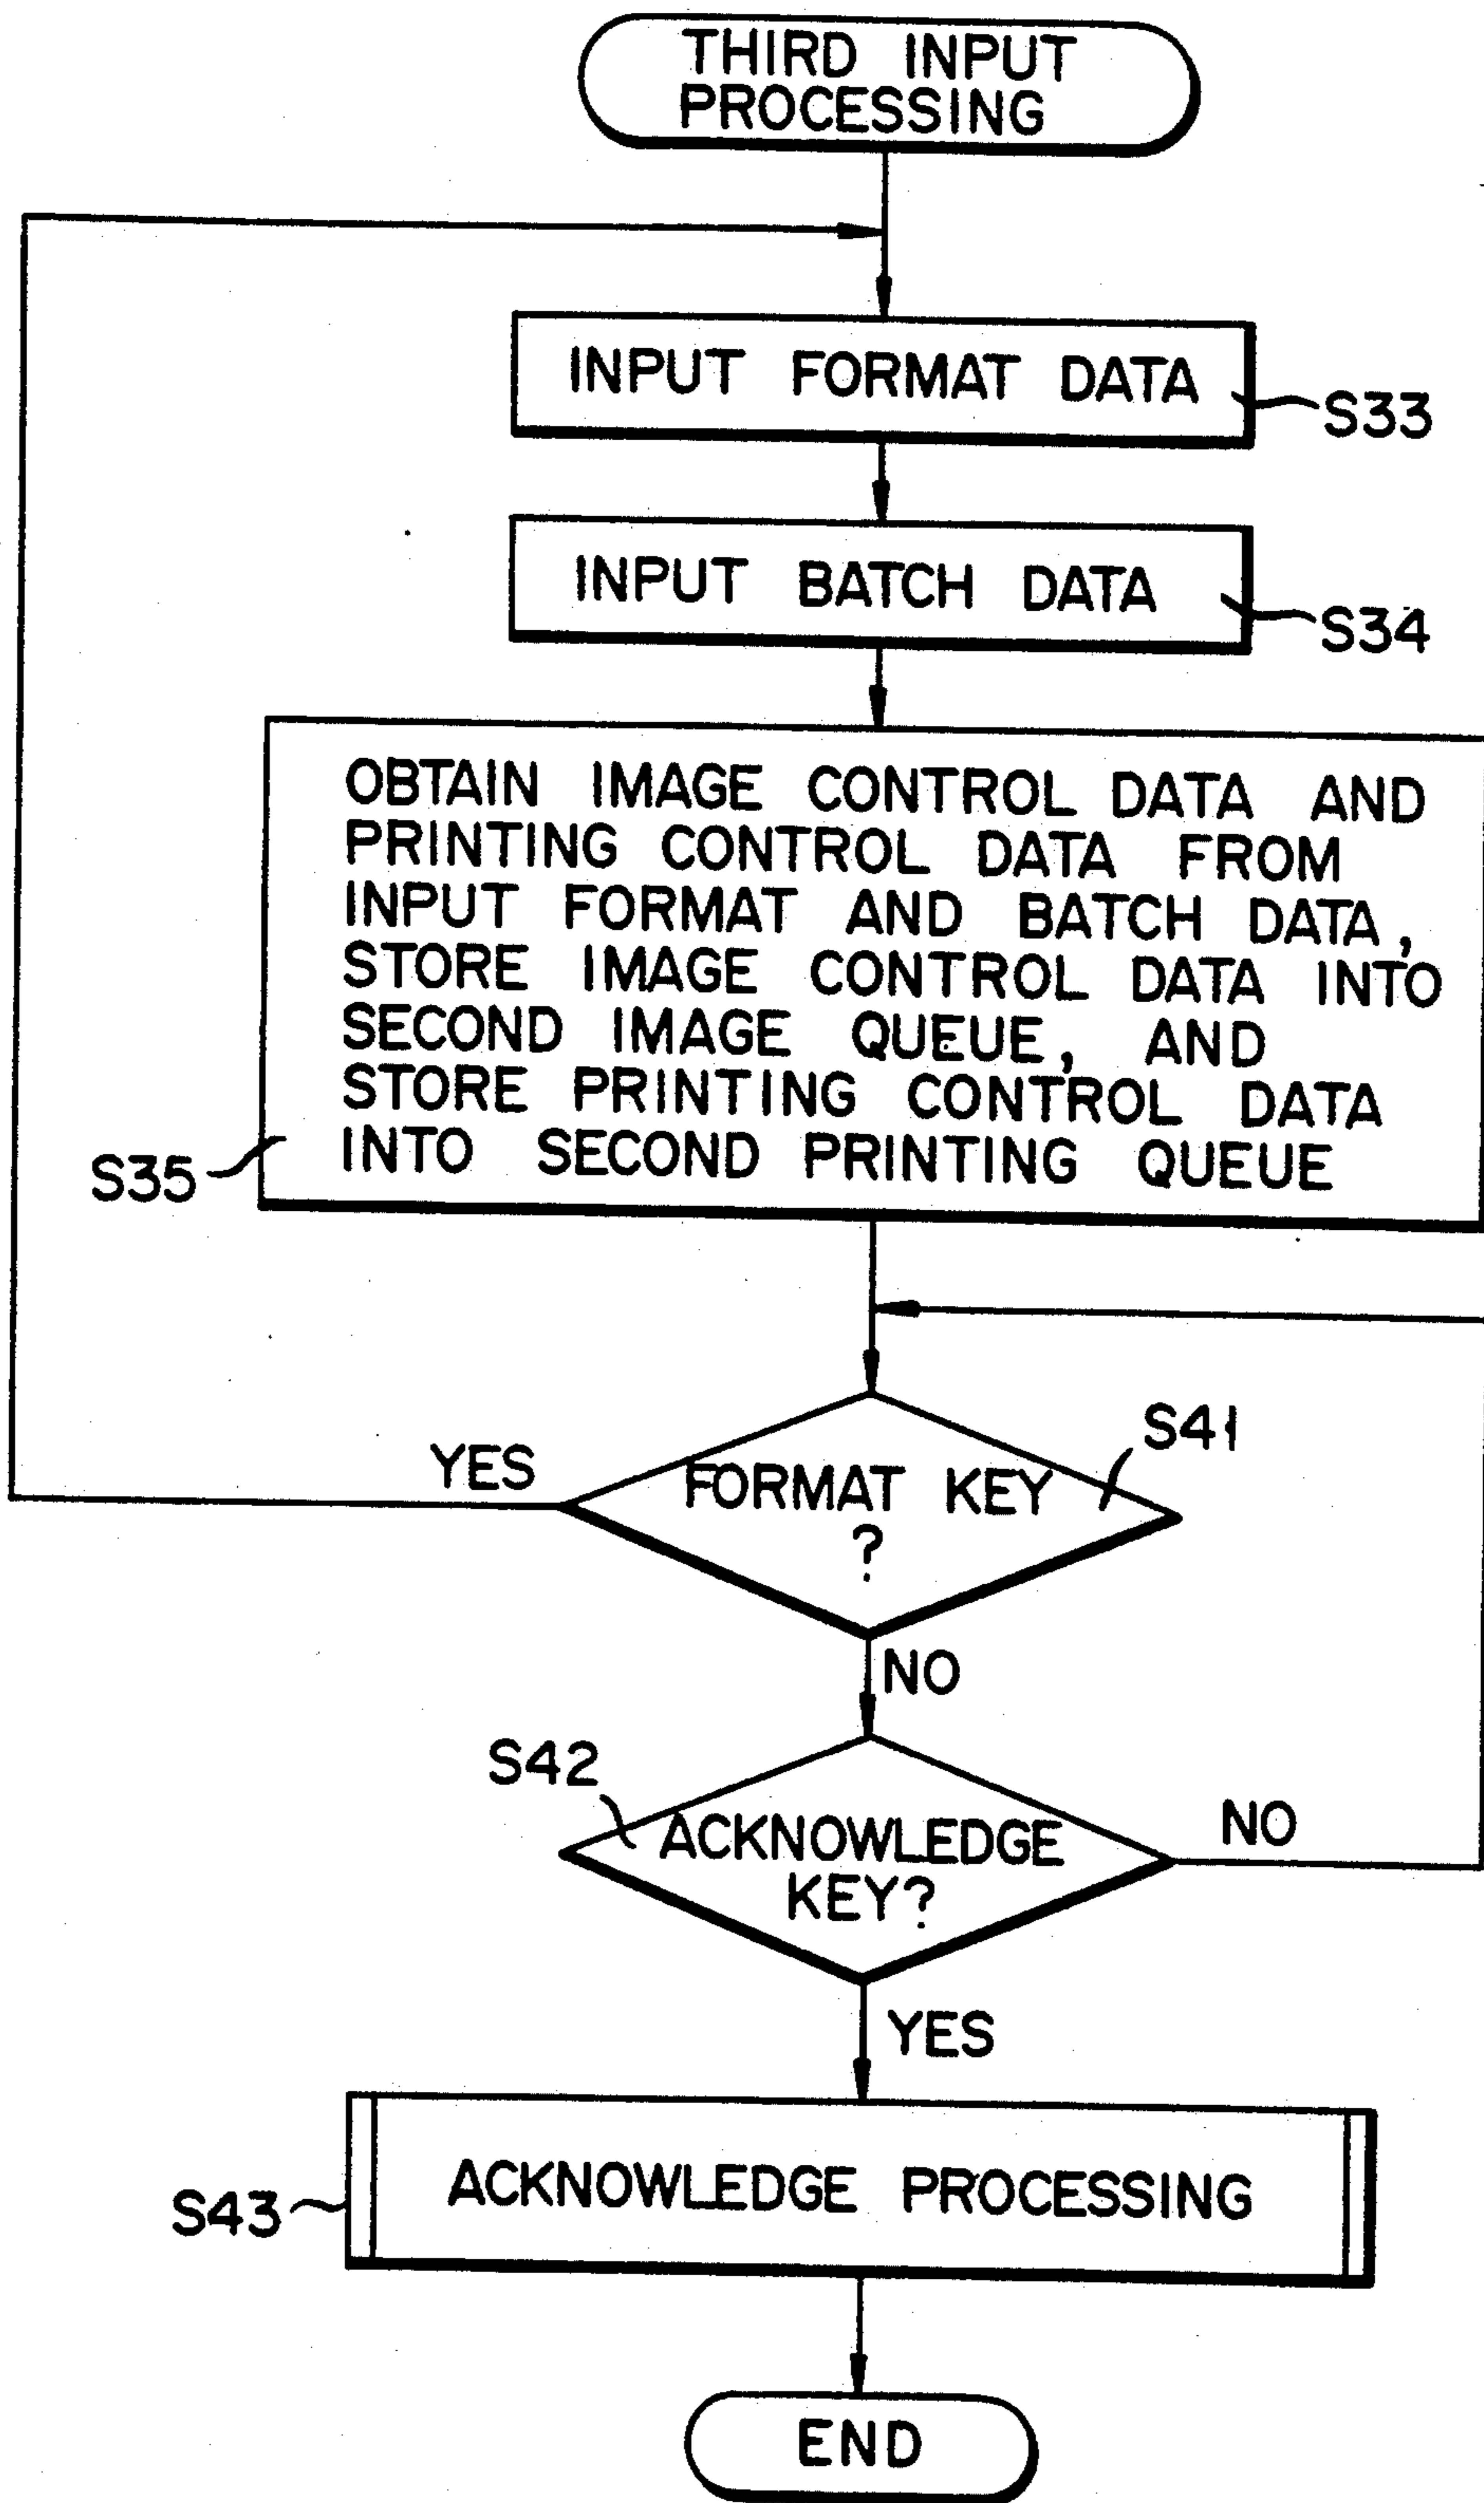 THIRD INPUT
PROCESSING
INPUT FORMAT DATA
S33
INPUT BATCH DATA
S34
OBTAIN IMAGE CONTROL DATA AND
PRINTING CONTROL DATA FROM
INPUT FORMAT AND BATCH DATA,
STORE IMAGE CONTROL DATA INTO
SECOND IMAGE QUEUE, AND
STORE PRINTING CONTROL DATA
INTO SECOND PRINTING QUEUE
S35
S41
YES
FORMAT KEY
?
NO
S42
ACKNOWLEDGE
KEY?
NO
YES
ACKNOWLEDGE PROCESSING
S43
END